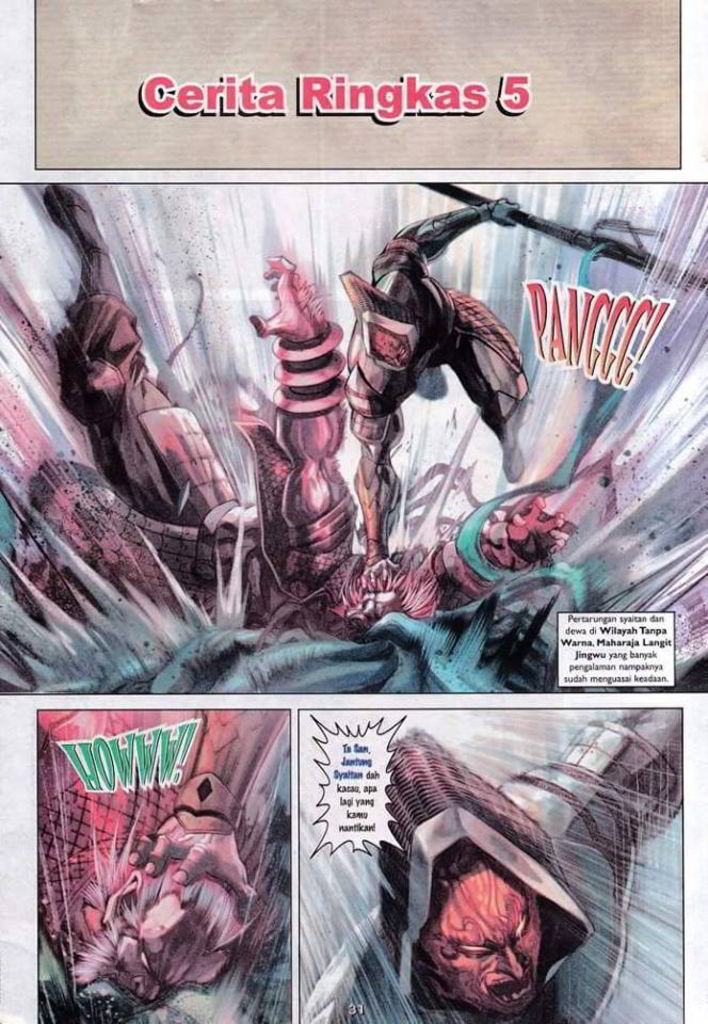 Cerita Ringkas 5
PANGGG!
Pertarungan syaitan dan
dewa di Wilayah Tanpa
Warna, Maharaja Langit
Jingwu yang banyak
pengalaman nampaknya
sudah menguasai keadaan.
HOWWW!
Ta San,
Jantung
Syaitan dah
kacau, apa
lagi yang
kamu
nantikan!
31